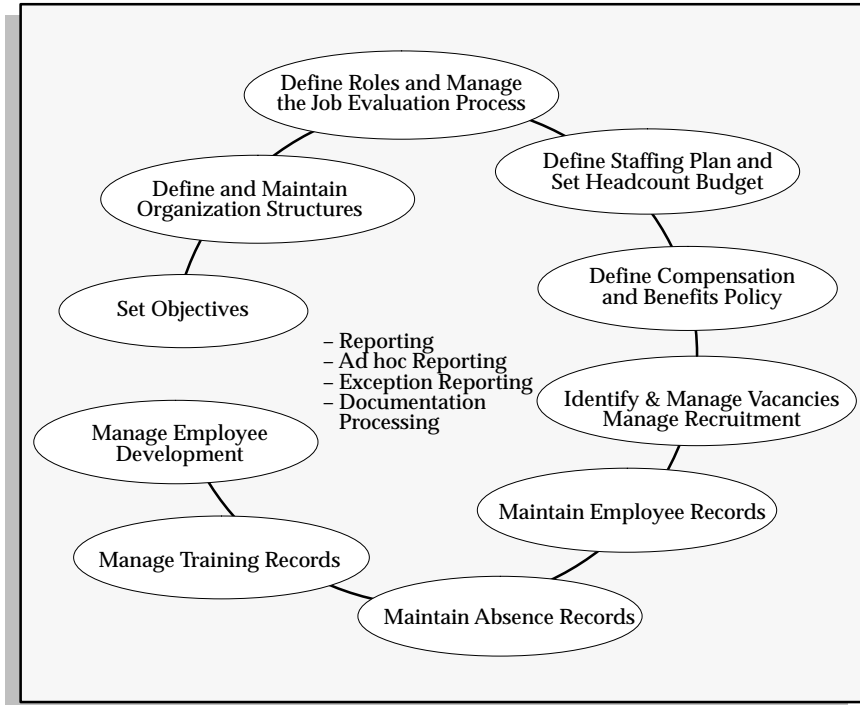 Define Roles and Manage
the Job Evaluation Process
Define Staffing Plan and
Set Headcount Budget
Define and Maintain
Organization Structures
Define Compensation
and Benefits Policy
Set Objectives
– Reporting
– Ad hoc Reporting
– Exception Reporting
– Documentation
Processing
Identify & Manage Vacancies
Manage Recruitment
Manage Employee
Development
Maintain Employee Records
Manage Training Records
Maintain Absence Records